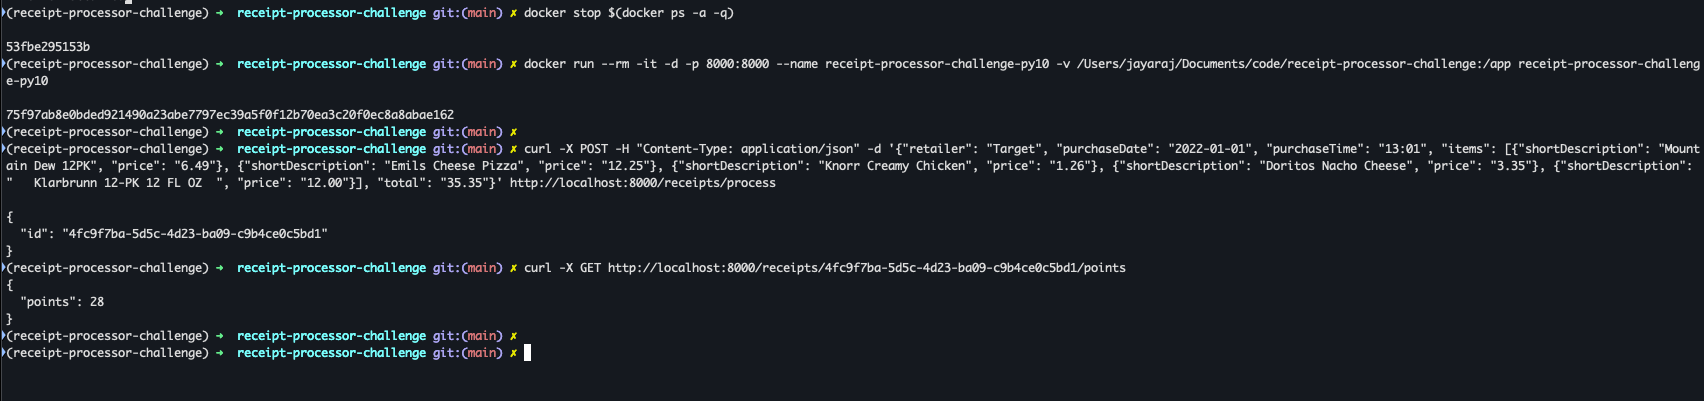 (receipt-processor-challenge) ➜  receipt-processor-challenge git:(main) ✗ docker stop $(docker ps -a -q)
53fbe295153b
(receipt-processor-challenge) ➜  receipt-processor-challenge git:(main) ✗ docker run --rm -it -d -p 8000:8000 --name receipt-processor-challenge-py10 -v /Users/jayaraj/Documents/code/receipt-processor-challenge:/app receipt-processor-challeng
e-py10
75f97ab8e0bded921490a23abe7797ec39a5f0f12b70ea3c20f0ec8a8abae162
(receipt-processor-challenge) ➜  receipt-processor-challenge git:(main) ✗
(receipt-processor-challenge) ➜  receipt-processor-challenge git:(main) ✗ curl -X POST -H "Content-Type: application/json" -d '{"retailer": "Target", "purchaseDate": "2022-01-01", "purchaseTime": "13:01", "items": [{"shortDescription": "Mount
ain Dew 12PK", "price": "6.49"}, {"shortDescription": "Emils Cheese Pizza", "price": "12.25"}, {"shortDescription": "Knorr Creamy Chicken", "price": "1.26"}, {"shortDescription": "Doritos Nacho Cheese", "price": "3.35"}, {"shortDescription":
"   Klarbrunn 12-PK 12 FL OZ  ", "price": "12.00"}], "total": "35.35"}' http://localhost:8000/receipts/process
{
  "id": "4fc9f7ba-5d5c-4d23-ba09-c9b4ce0c5bd1"
}
(receipt-processor-challenge) ➜  receipt-processor-challenge git:(main) ✗ curl -X GET http://localhost:8000/receipts/4fc9f7ba-5d5c-4d23-ba09-c9b4ce0c5bd1/points
{
  "points": 28
}
(receipt-processor-challenge) ➜  receipt-processor-challenge git:(main) ✗
(receipt-processor-challenge) ➜  receipt-processor-challenge git:(main) ✗